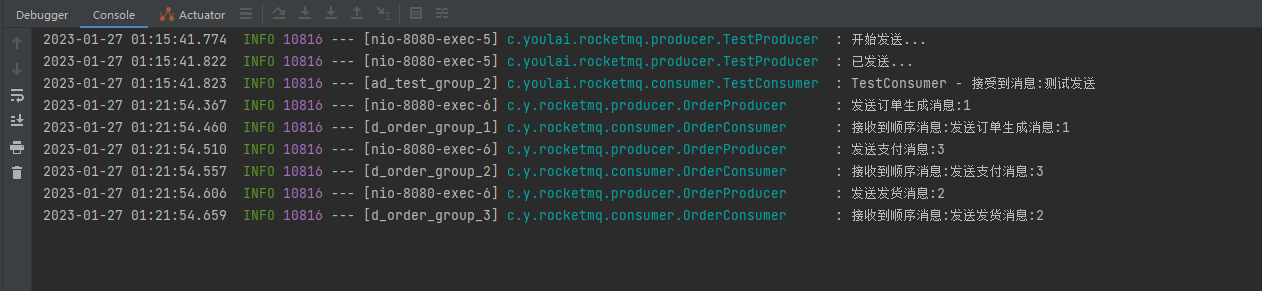 Debugger Console Actuator
2023-01-27 01:15:41.774  INFO 10816 --- [nio-8080-exec-5] c.youlai.rocketmq.producer.TestProducer  : 开始发送...
2023-01-27 01:15:41.822  INFO 10816 --- [nio-8080-exec-5] c.youlai.rocketmq.producer.TestProducer  : 已发送...
2023-01-27 01:15:41.823  INFO 10816 --- [ad_test_group_2] c.youlai.rocketmq.consumer.TestConsumer  : TestConsumer - 接受到消息:测试发送
2023-01-27 01:21:54.367  INFO 10816 --- [nio-8080-exec-6] c.y.rocketmq.producer.OrderProducer      : 发送订单生成消息:1
2023-01-27 01:21:54.460  INFO 10816 --- [d_order_group_1] c.y.rocketmq.consumer.OrderConsumer      : 接收到顺序消息:发送订单生成消息:1
2023-01-27 01:21:54.510  INFO 10816 --- [nio-8080-exec-6] c.y.rocketmq.producer.OrderProducer      : 发送支付消息:3
2023-01-27 01:21:54.557  INFO 10816 --- [d_order_group_2] c.y.rocketmq.consumer.OrderConsumer      : 接收到顺序消息:发送支付消息:3
2023-01-27 01:21:54.606  INFO 10816 --- [nio-8080-exec-6] c.y.rocketmq.producer.OrderProducer      : 发送发货消息:2
2023-01-27 01:21:54.659  INFO 10816 --- [d_order_group_3] c.y.rocketmq.consumer.OrderConsumer      : 接收到顺序消息:发送发货消息:2